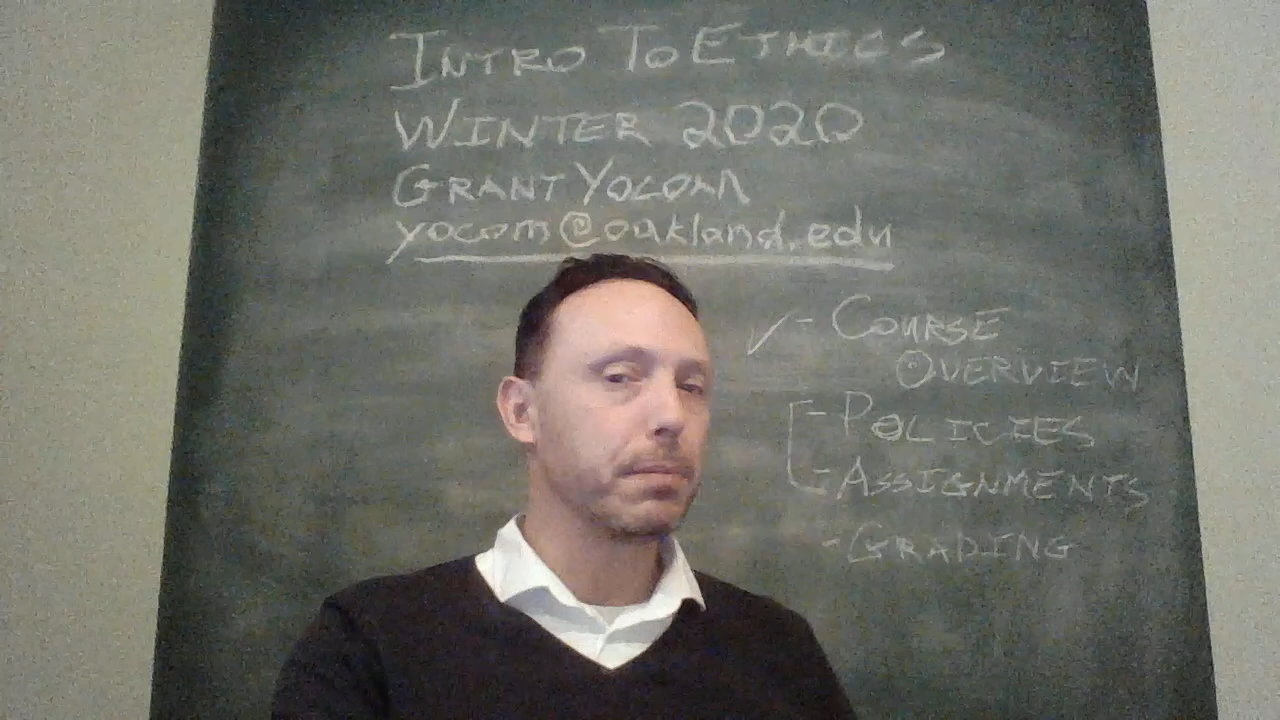 INTRO TO ETHICS
WINTER 2020
GRANT YOCOM
yocom@oakland.edu
✓ - COURSE
OVERVIEW
- POLICIES
- ASSIGNMENTS
- GRADING